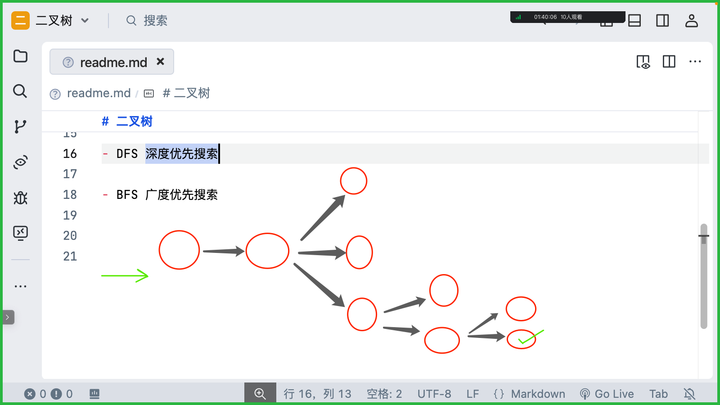 二 二叉树 搜索
01:40:06 10人观看
readme.md ×
readme.md / # 二叉树
# 二叉树
15
16 - DFS 深度优先搜索
17
18 - BFS 广度优先搜索
19
20
21
0 0 行 16，列 13 空格: 2 UTF-8 LF {} Markdown Go Live Tab